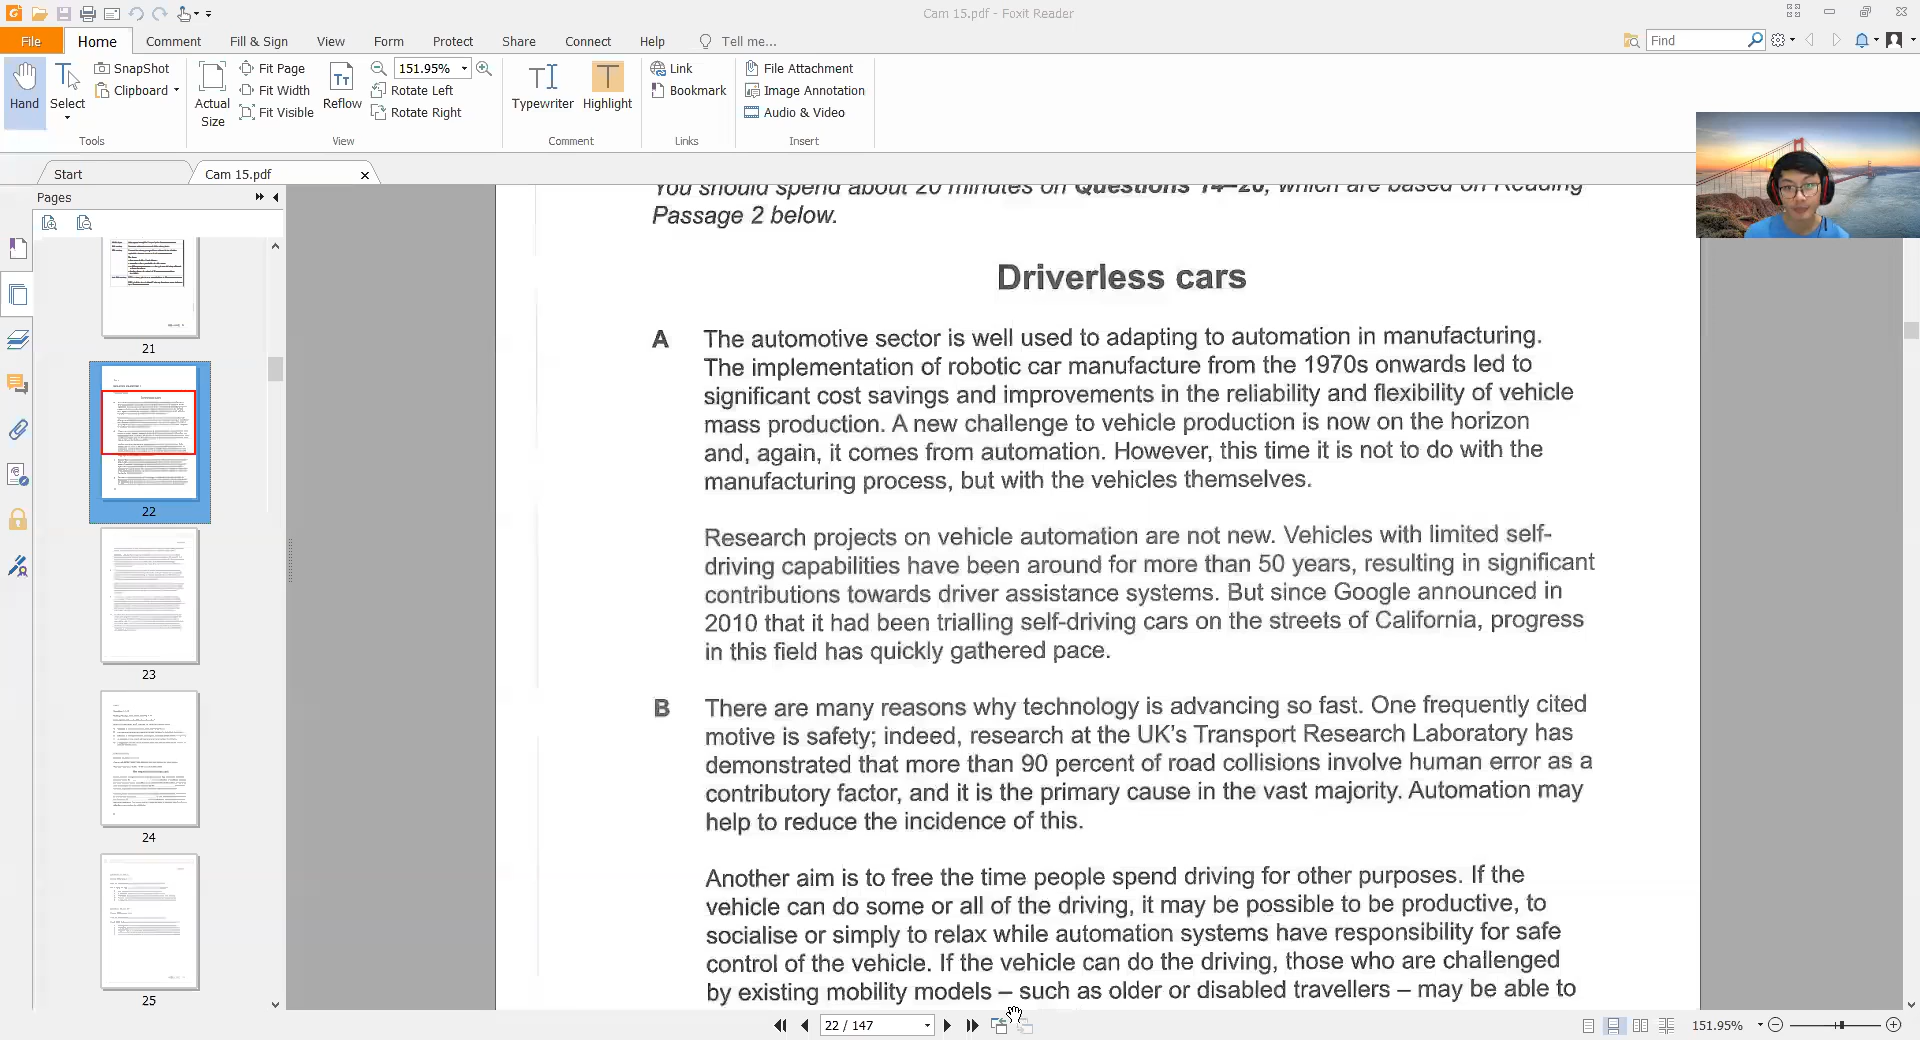 Cam 15.pdf - Foxit Reader
File
Home
Comment
Fill & Sign
View
Form
Protect
Share
Connect
Help
Tell me...
Find
Hand
Select
SnapShot
Clipboard
Actual
Size
Fit Page
Fit Width
Fit Visible
Reflow
151.95%
Rotate Left
Rotate Right
Typewriter
Highlight
Link
Bookmark
File Attachment
Image Annotation
Audio & Video
Tools
View
Comment
Links
Insert
Start
Cam 15.pdf
Pages
21
22
23
24
25
You should spend about 20 minutes on Questions 14–26, which are based on Reading
Passage 2 below.
Driverless cars
A The automotive sector is well used to adapting to automation in manufacturing.
The implementation of robotic car manufacture from the 1970s onwards led to
significant cost savings and improvements in the reliability and flexibility of vehicle
mass production. A new challenge to vehicle production is now on the horizon
and, again, it comes from automation. However, this time it is not to do with the
manufacturing process, but with the vehicles themselves.
Research projects on vehicle automation are not new. Vehicles with limited self-
driving capabilities have been around for more than 50 years, resulting in significant
contributions towards driver assistance systems. But since Google announced in
2010 that it had been trialling self-driving cars on the streets of California, progress
in this field has quickly gathered pace.
B There are many reasons why technology is advancing so fast. One frequently cited
motive is safety; indeed, research at the UK's Transport Research Laboratory has
demonstrated that more than 90 percent of road collisions involve human error as a
contributory factor, and it is the primary cause in the vast majority. Automation may
help to reduce the incidence of this.
Another aim is to free the time people spend driving for other purposes. If the
vehicle can do some or all of the driving, it may be possible to be productive, to
socialise or simply to relax while automation systems have responsibility for safe
control of the vehicle. If the vehicle can do the driving, those who are challenged
by existing mobility models – such as older or disabled travellers – may be able to
22 / 147
151.95%